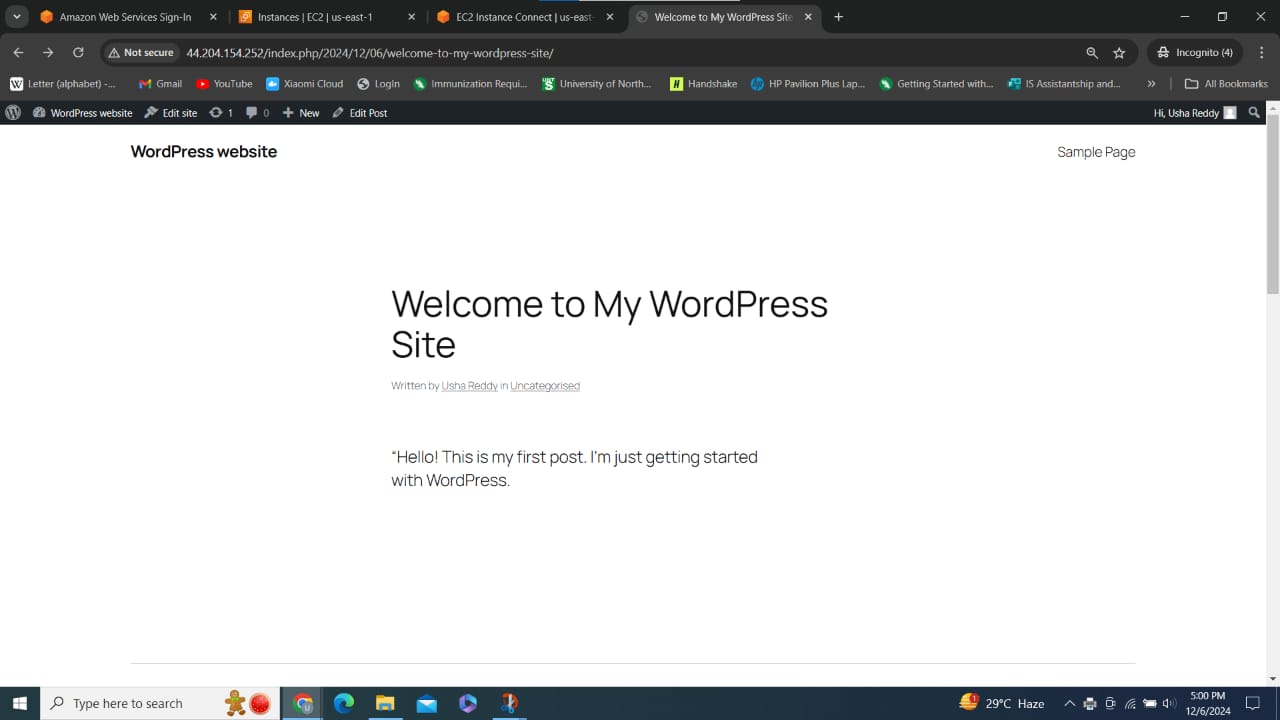 Amazon Web Services Sign-In
Instances | EC2 | us-east-1
EC2 Instance Connect | us-east-
Welcome to My WordPress Site
Not secure
44.204.154.252/index.php/2024/12/06/welcome-to-my-wordpress-site/
Incognito (4)
W
Letter (alphabet) -...
Gmail
YouTube
Xiaomi Cloud
LogIn
Immunization Requi...
University of North...
Handshake
HP Pavilion Plus Lap...
Getting Started with...
IS Assistantship and...
»
All Bookmarks
WordPress website
Edit site
1
0
New
Edit Post
Hi, Usha Reddy
WordPress website
Sample Page
Welcome to My WordPress
Site
Written by Usha Reddy in Uncategorised
“Hello! This is my first post. I'm just getting started
with WordPress.
Type here to search
1
29°C Haze
5:00 PM
12/6/2024